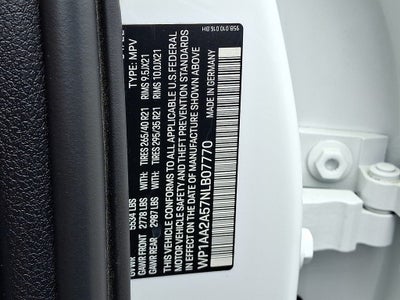 TYPE: MPV
GVWR 5534 LBS
GAWR FRONT 2778 LBS WITH: TIRES 265/40 R21 RIMS 9.5JX21
GAWR REAR 2987 LBS WITH: TIRES 295/35 R21 RIMS 10.0JX21
THIS VEHICLE CONFORMS TO ALL APPLICABLE U.S. FEDERAL
MOTOR VEHICLE SAFETY AND THEFT PREVENTION STANDARDS
IN EFFECT ON THE DATE OF MANUFACTURE SHOWN ABOVE
WP1AA2A57NLB07770 MADE IN GERMANY